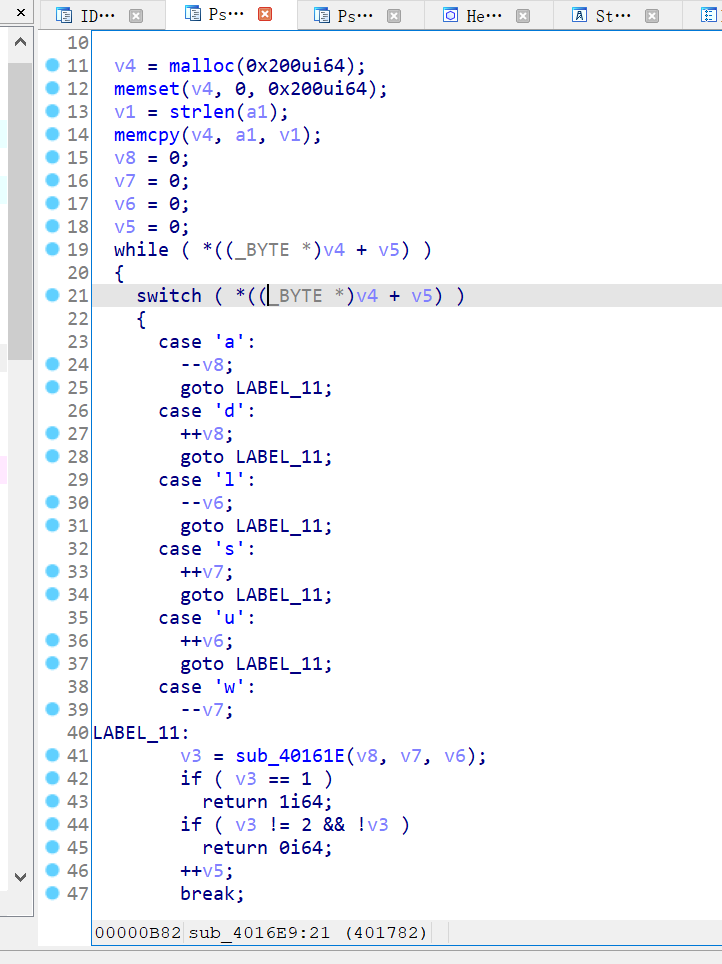 ID···
Ps···
Ps···
He···
St···
10
11 v4 = malloc(0x200ui64);
12 memset(v4, 0, 0x200ui64);
13 v1 = strlen(a1);
14 memcpy(v4, a1, v1);
15 v8 = 0;
16 v7 = 0;
17 v6 = 0;
18 v5 = 0;
19 while ( *((_BYTE *)v4 + v5) )
20 {
21 switch ( *((_BYTE *)v4 + v5) )
22 {
23 case 'a':
24 --v8;
25 goto LABEL_11;
26 case 'd':
27 ++v8;
28 goto LABEL_11;
29 case 'l':
30 --v6;
31 goto LABEL_11;
32 case 's':
33 ++v7;
34 goto LABEL_11;
35 case 'u':
36 ++v6;
37 goto LABEL_11;
38 case 'w':
39 --v7;
40 LABEL_11:
41 v3 = sub_40161E(v8, v7, v6);
42 if ( v3 == 1 )
43 return 1i64;
44 if ( v3 != 2 && !v3 )
45 return 0i64;
46 ++v5;
47 break;
00000B82 sub_4016E9:21 (401782)